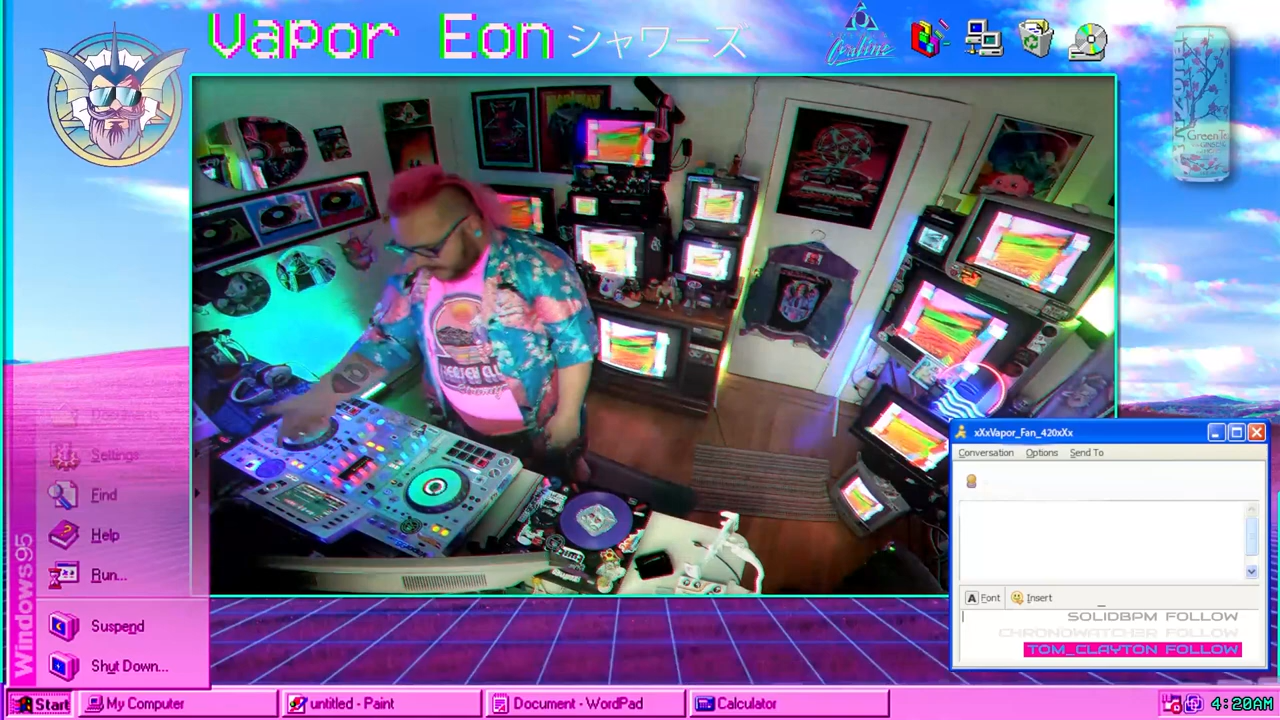 Vapor Eon シャワーズ
Online
GreenTea
xXxVapor_Fan_420xXx
Conversation Options Send To
Font Insert
SOLIDBPM FOLLOW
CHRONOWATCHER FOLLOW
TOM_CLAYTON FOLLOW
Documents
Settings
Find
Help
Run...
Suspend
Shut Down...
Windows95
Start
My Computer
untitled - Paint
Document - WordPad
Calculator
4:20AM